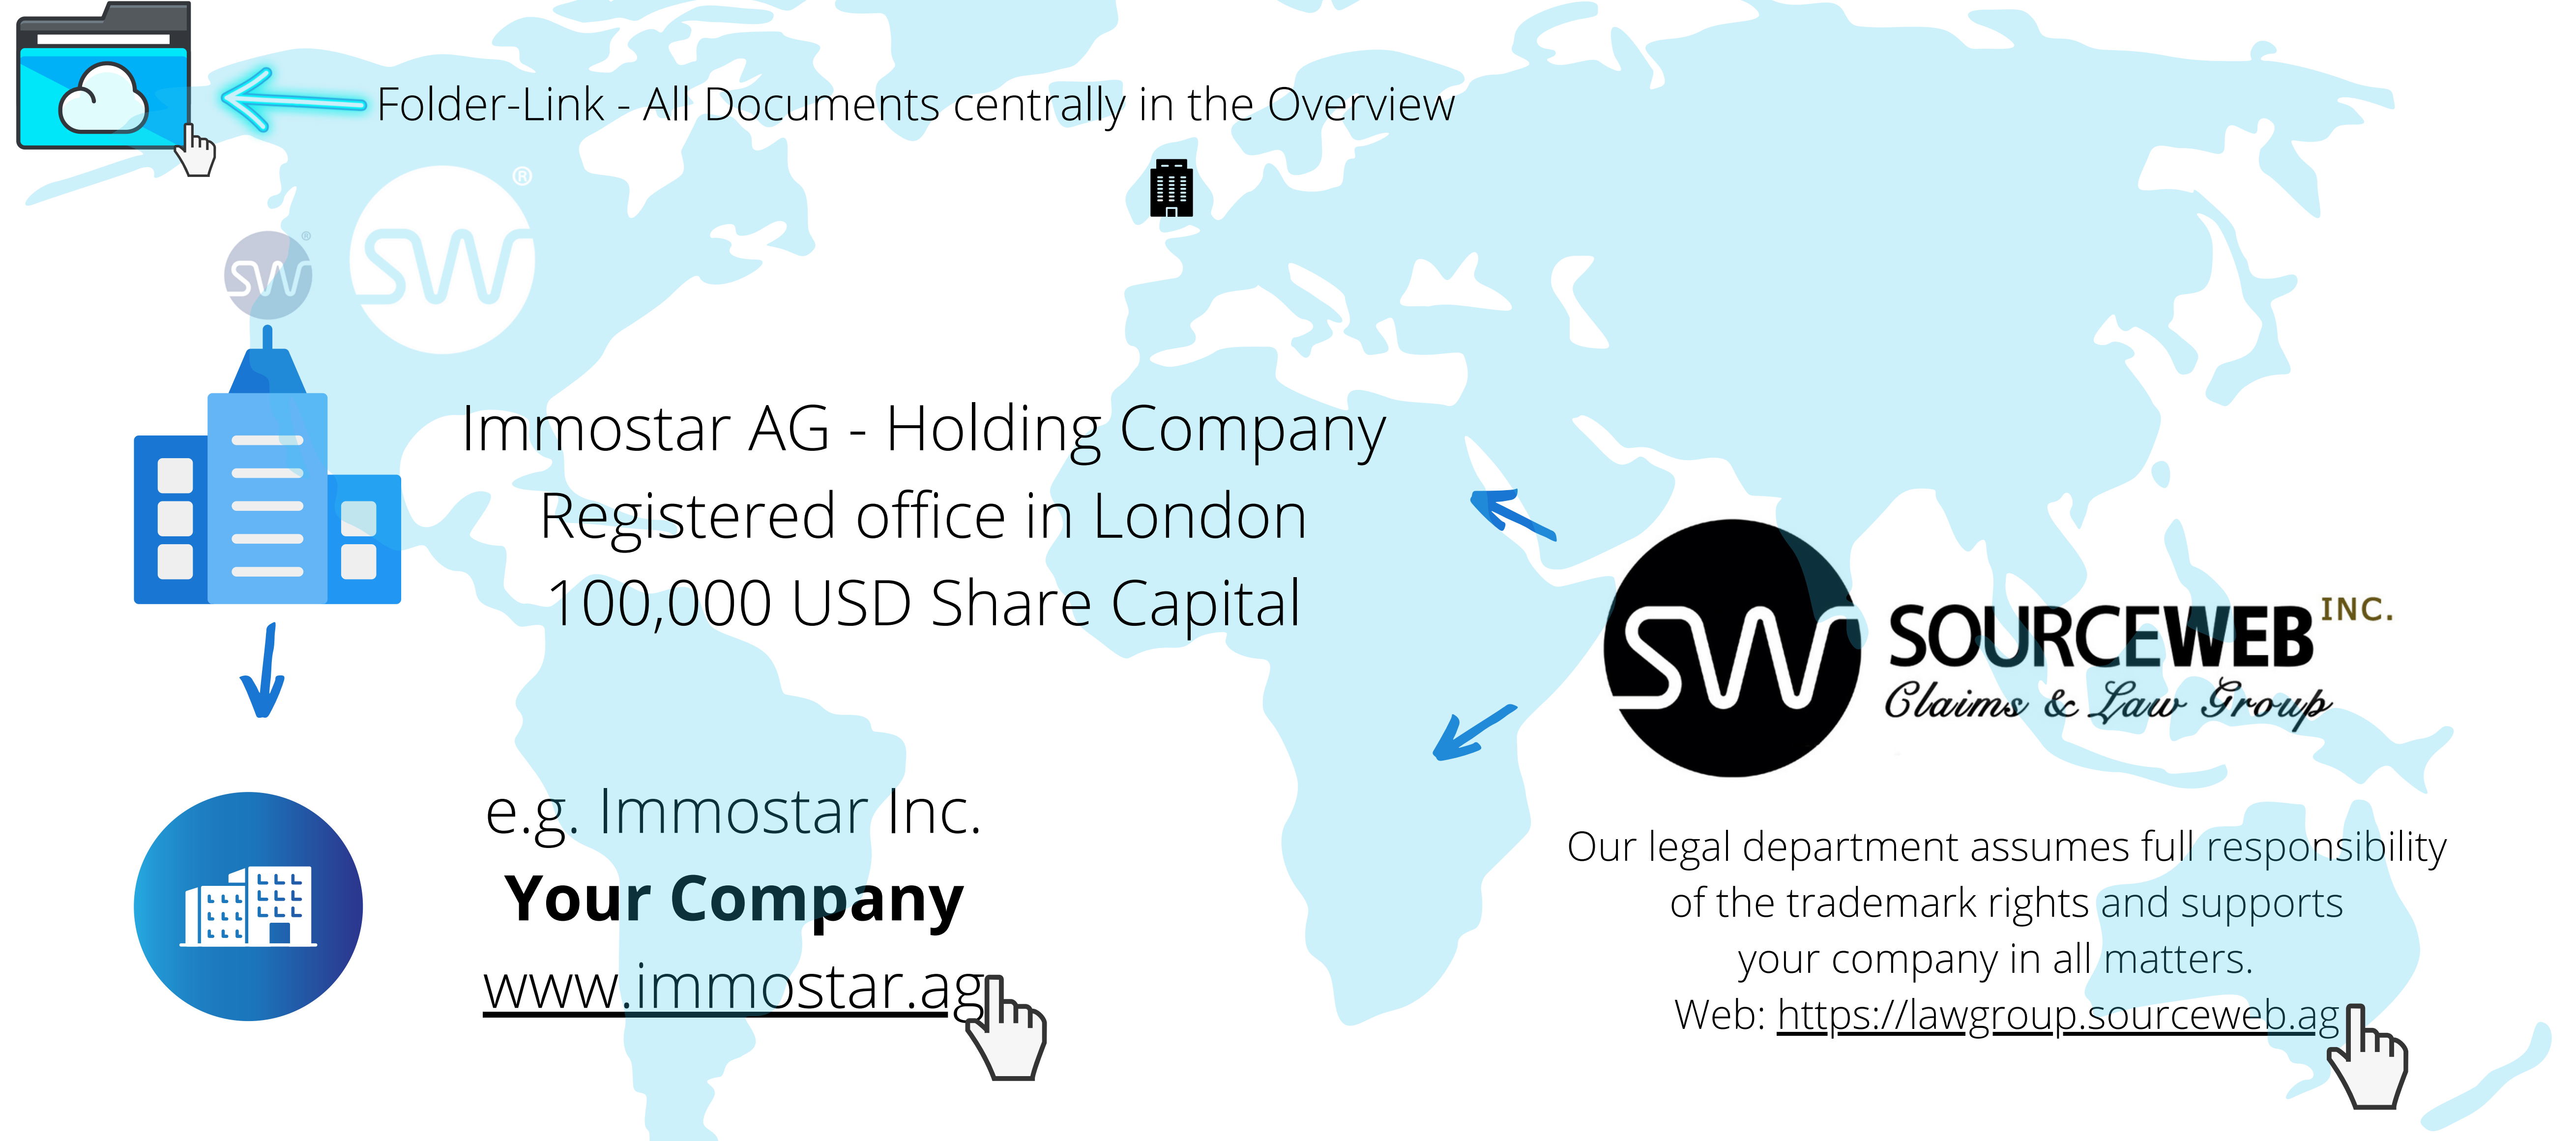 Folder-Link - All Documents centrally in the Overview
SW®
SW®
Immostar AG - Holding Company
Registered office in London
100,000 USD Share Capital
SW SOURCEWEB INC.
Claims & Law Group
e.g. Immostar Inc.
Your Company
www.immostar.ag
Our legal department assumes full responsibility
of the trademark rights and supports
your company in all matters.
Web: https://lawgroup.sourceweb.ag